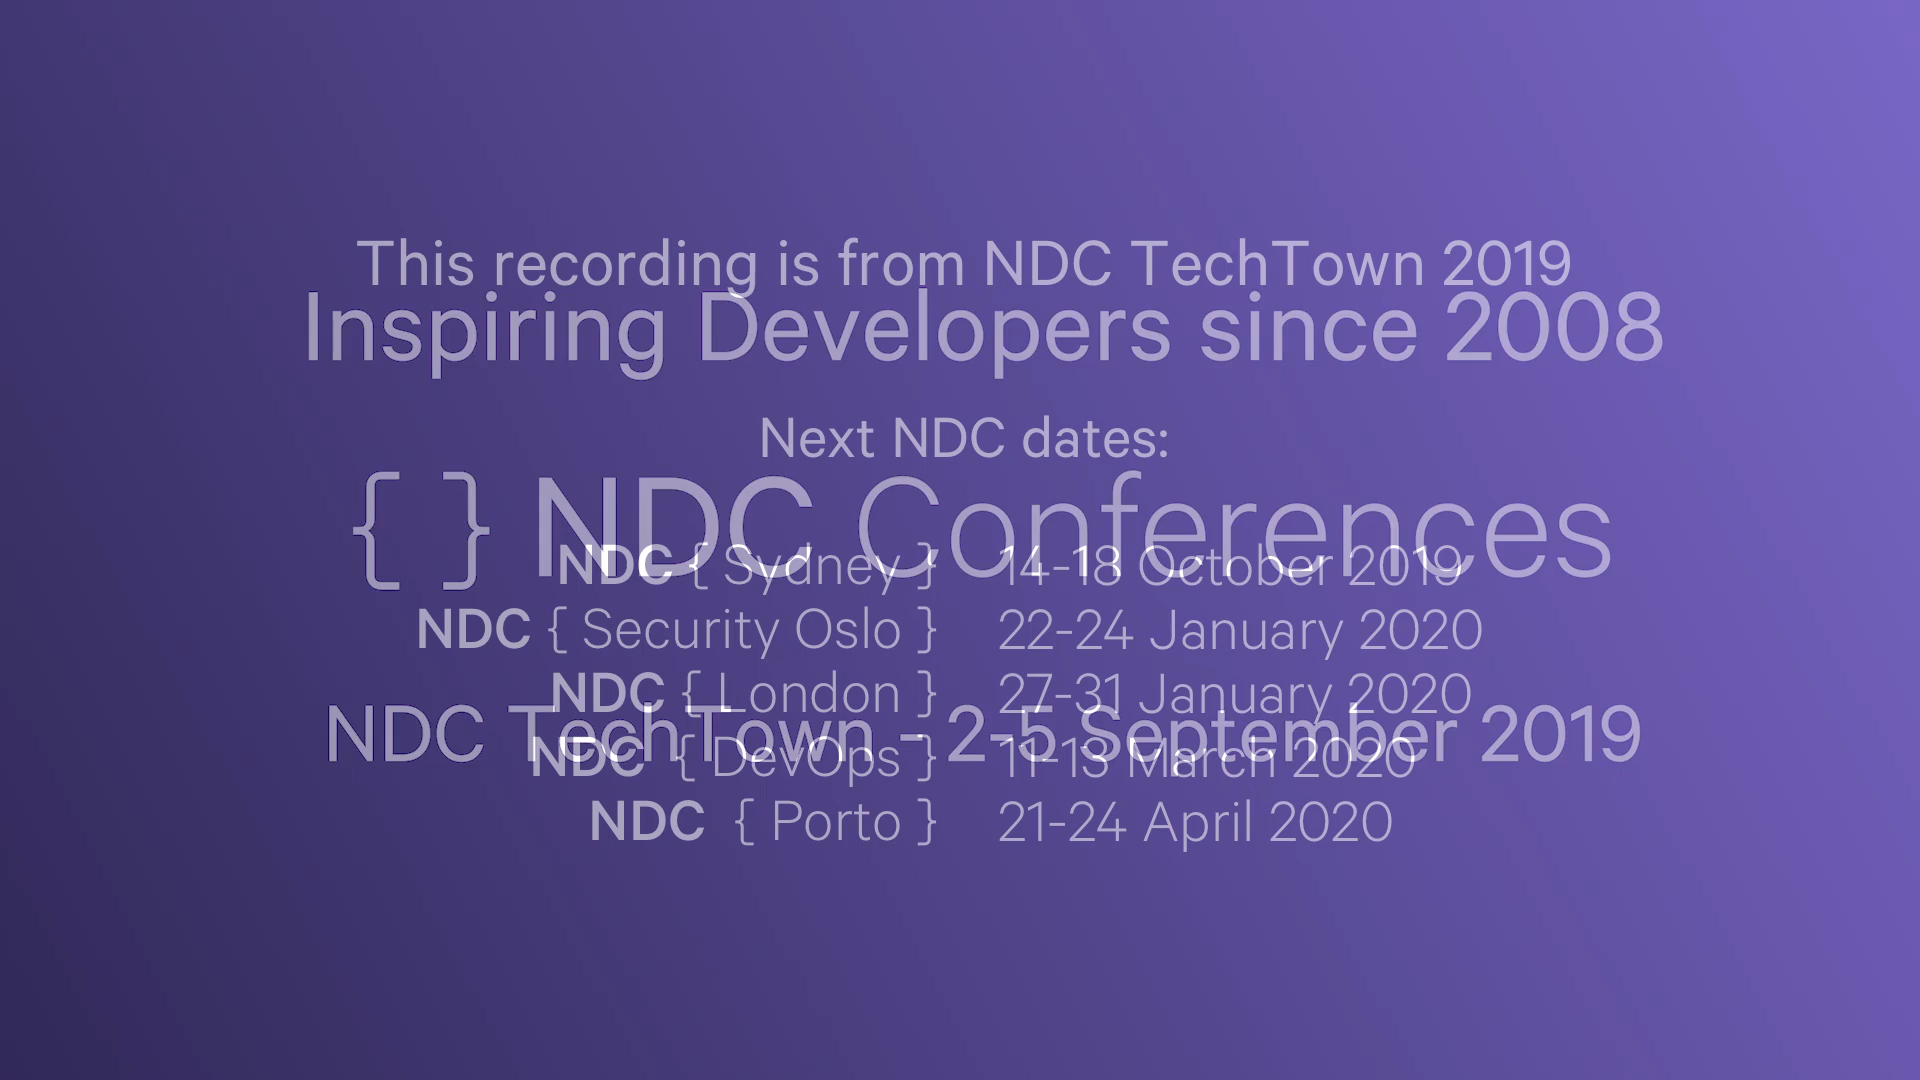 This recording is from NDC TechTown 2019
Inspiring Developers since 2008
Next NDC dates:
{ } NDC Conferences
NDC { Sydney } 14-18 October 2019
NDC { Security Oslo } 22-24 January 2020
NDC { London } 27-31 January 2020
NDC TechTown - 2-5 September 2019
NDC { DevOps } 11-13 March 2020
NDC { Porto } 21-24 April 2020